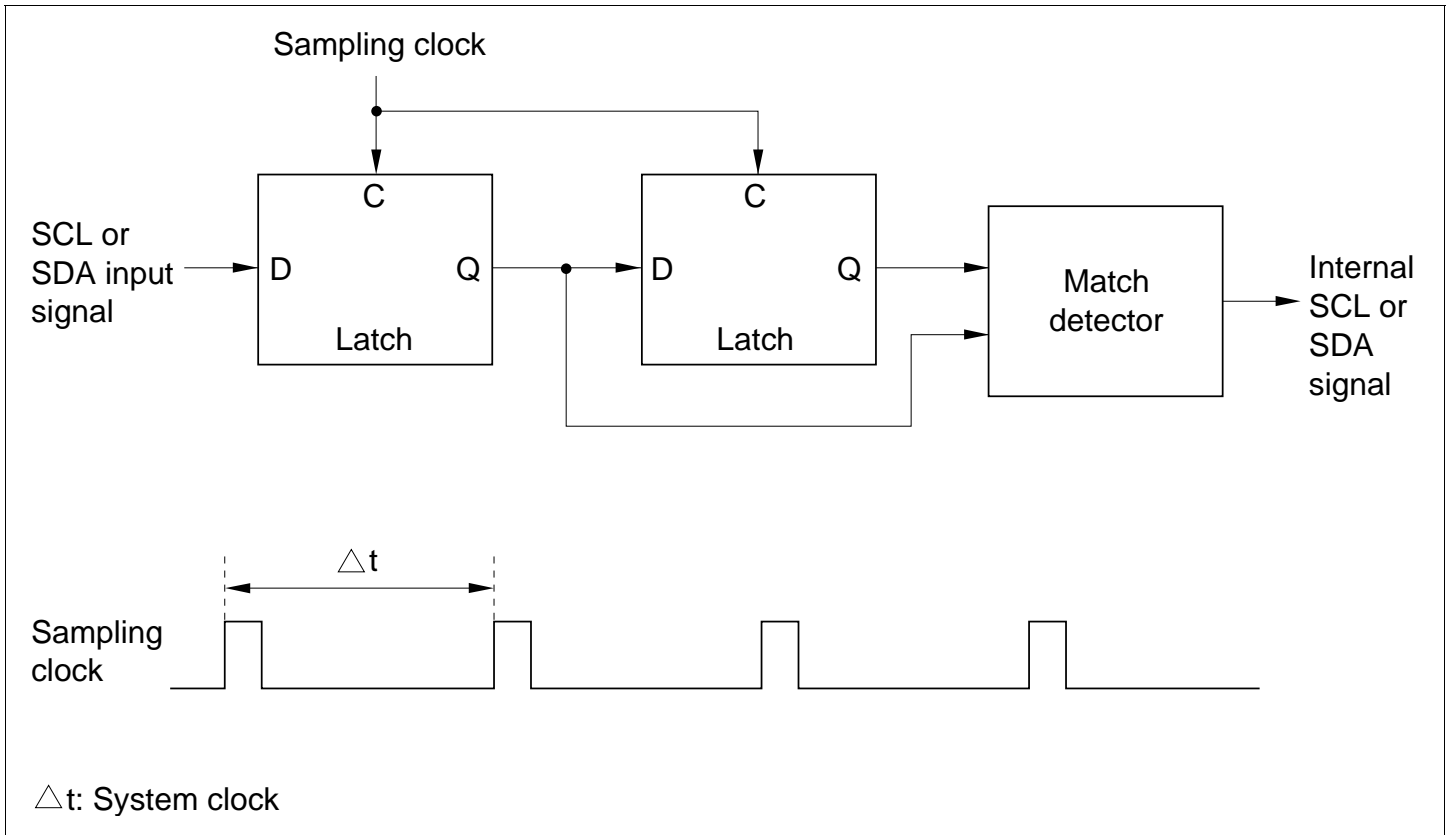 Sampling clock
C
C
SCL or
SDA input
signal
D
Q
D
Q
Latch
Latch
Match
detector
Internal
SCL or
SDA
signal
△t
Sampling
clock
△t: System clock